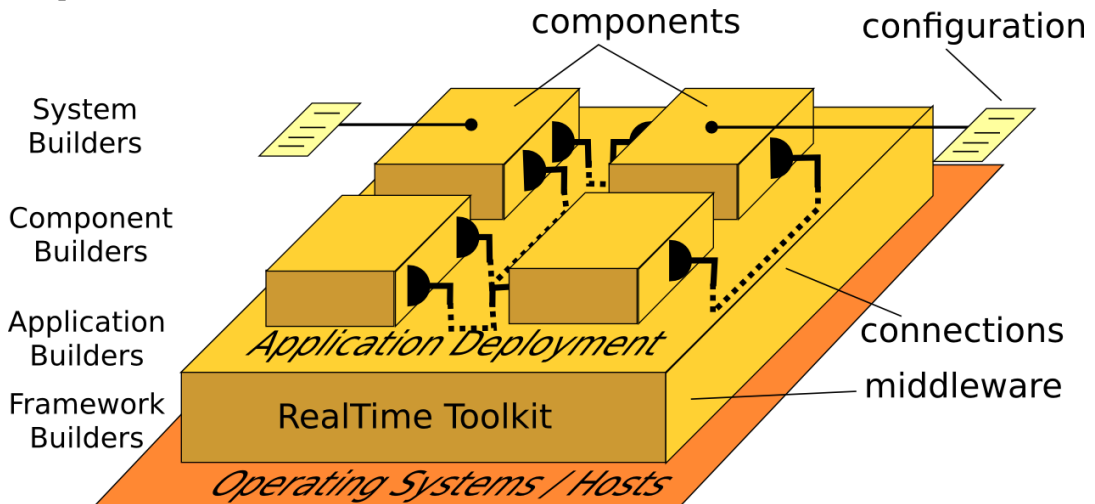 components
configuration
System
Builders
Component
Builders
Application
Builders
connections
Application Deployment
middleware
Framework
Builders
RealTime Toolkit
Operating Systems / Hosts